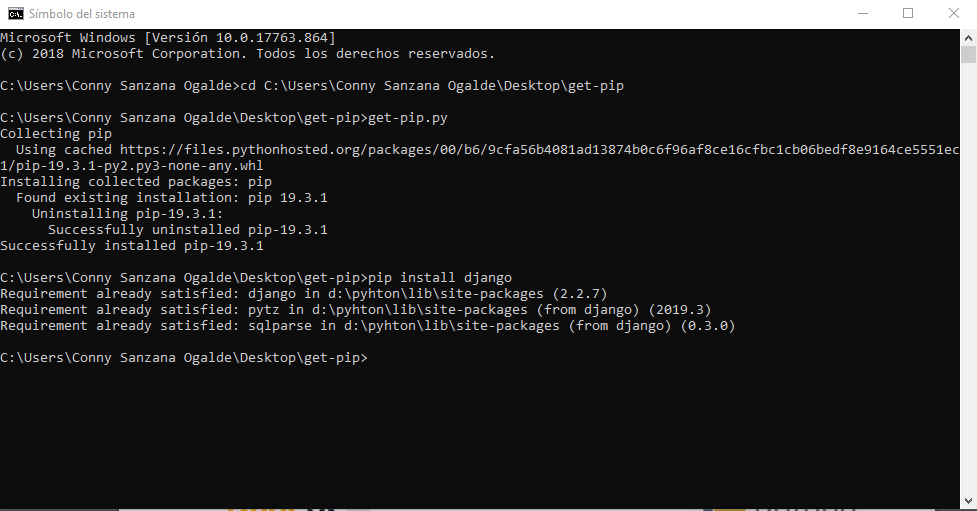 Símbolo del sistema
Microsoft Windows [Versión 10.0.17763.864]
(c) 2018 Microsoft Corporation. Todos los derechos reservados.
C:\Users\Conny Sanzana Ogalde>cd C:\Users\Conny Sanzana Ogalde\Desktop\get-pip
C:\Users\Conny Sanzana Ogalde\Desktop\get-pip>get-pip.py
Collecting pip
  Using cached https://files.pythonhosted.org/packages/00/b6/9cfa56b4081ad13874b0c6f96af8ce16cfbc1cb06bedf8e9164ce5551ec
1/pip-19.3.1-py2.py3-none-any.whl
Installing collected packages: pip
  Found existing installation: pip 19.3.1
    Uninstalling pip-19.3.1:
      Successfully uninstalled pip-19.3.1
Successfully installed pip-19.3.1
C:\Users\Conny Sanzana Ogalde\Desktop\get-pip>pip install django
Requirement already satisfied: django in d:\pyhton\lib\site-packages (2.2.7)
Requirement already satisfied: pytz in d:\pyhton\lib\site-packages (from django) (2019.3)
Requirement already satisfied: sqlparse in d:\pyhton\lib\site-packages (from django) (0.3.0)
C:\Users\Conny Sanzana Ogalde\Desktop\get-pip>